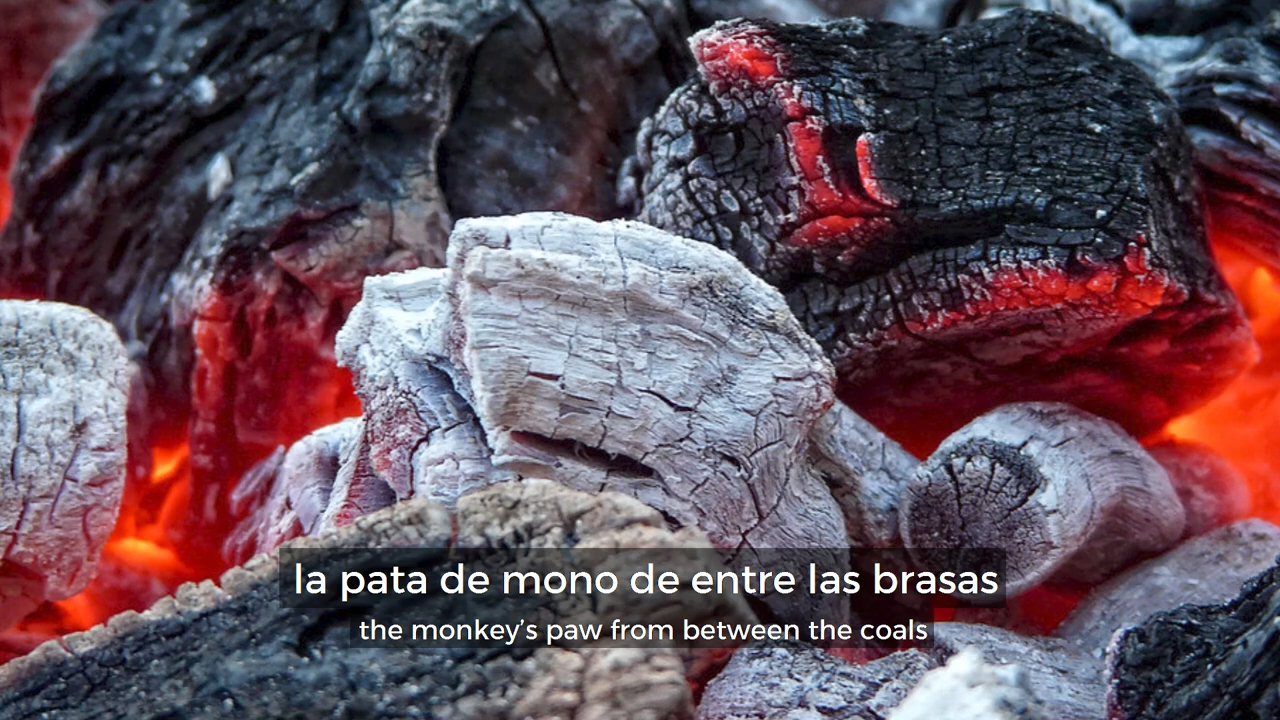 la pata de mono de entre las brasas
the monkey’s paw from between the coals